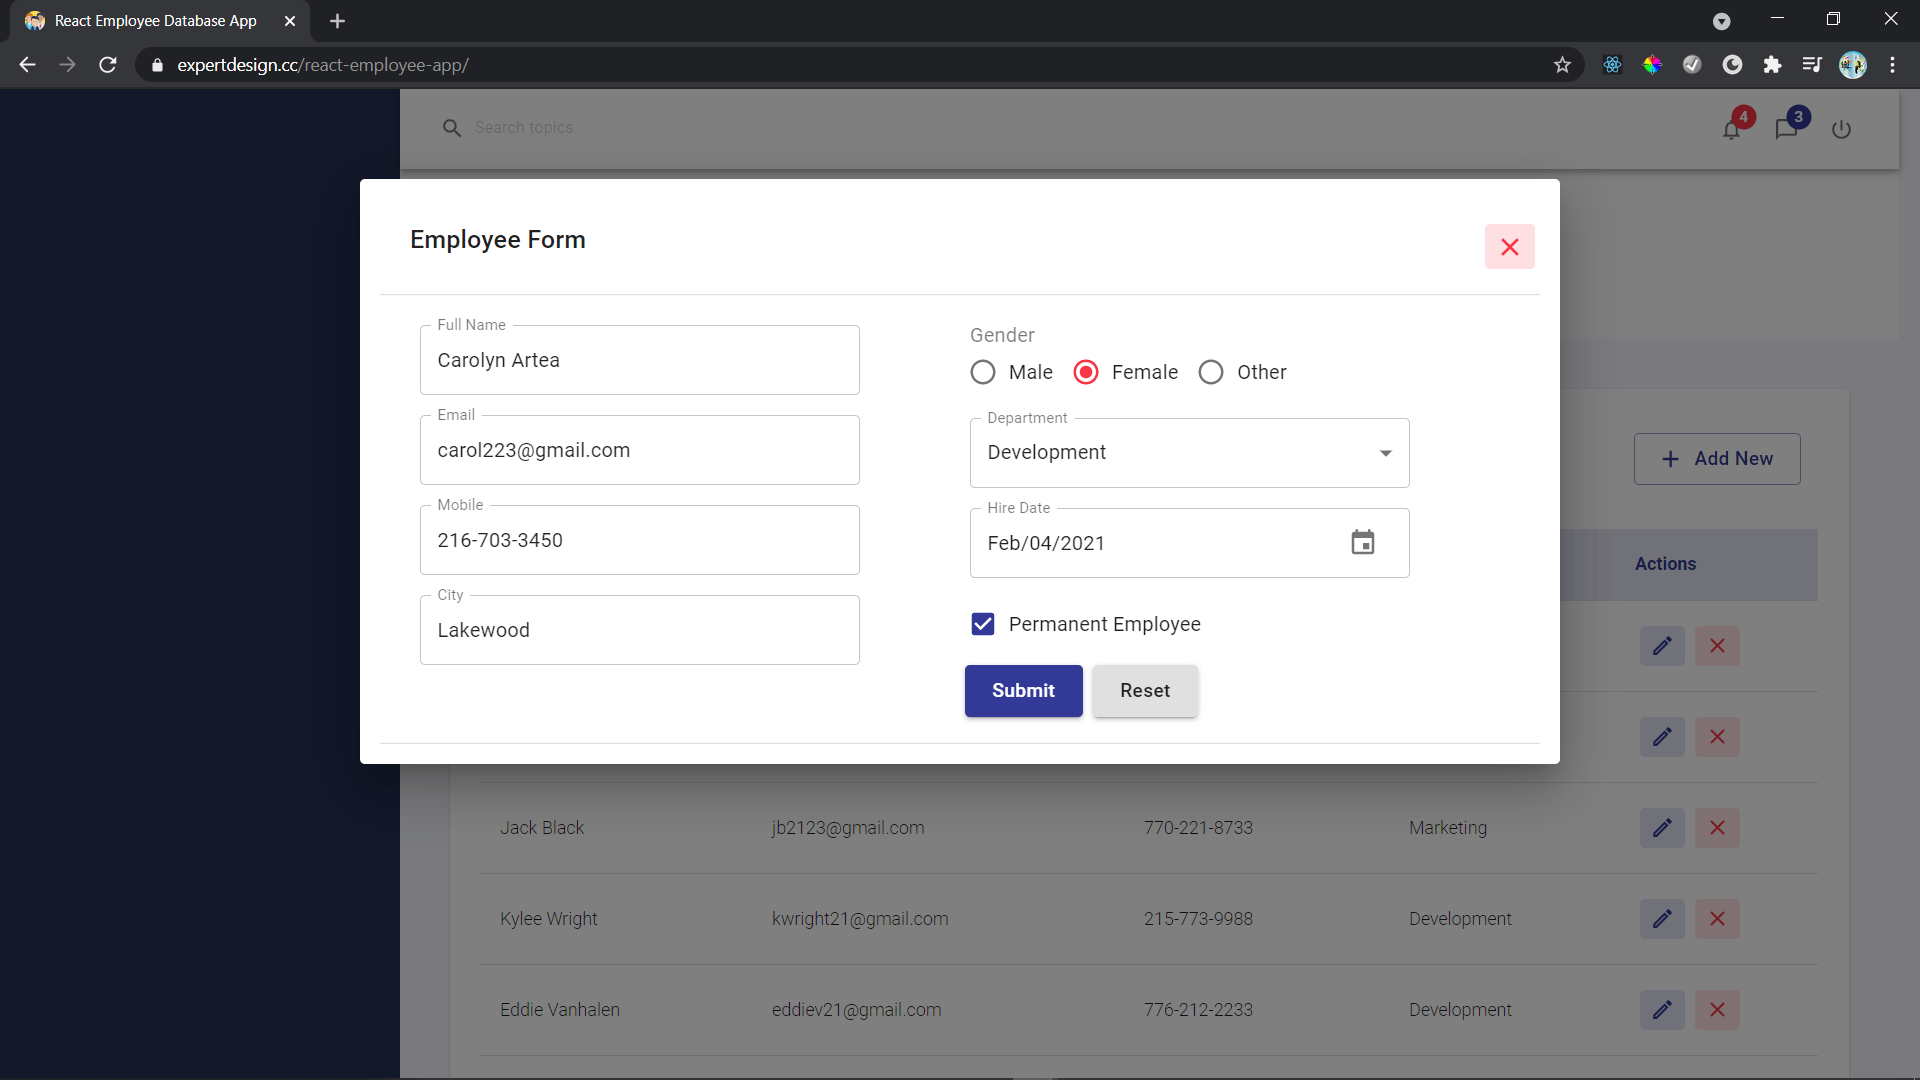 React Employee Database App
expertdesign.cc/react-employee-app/
Search topics
4
3
Employee Form
Full Name
Carolyn Artea
Email
carol223@gmail.com
Mobile
216-703-3450
City
Lakewood
Gender
Male Female Other
Department
Development
Hire Date
Feb/04/2021
Permanent Employee
Submit Reset
Add New
Actions
Jack Black jb2123@gmail.com 770-221-8733 Marketing
Kylee Wright kwright21@gmail.com 215-773-9988 Development
Eddie Vanhalen eddiev21@gmail.com 776-212-2233 Development